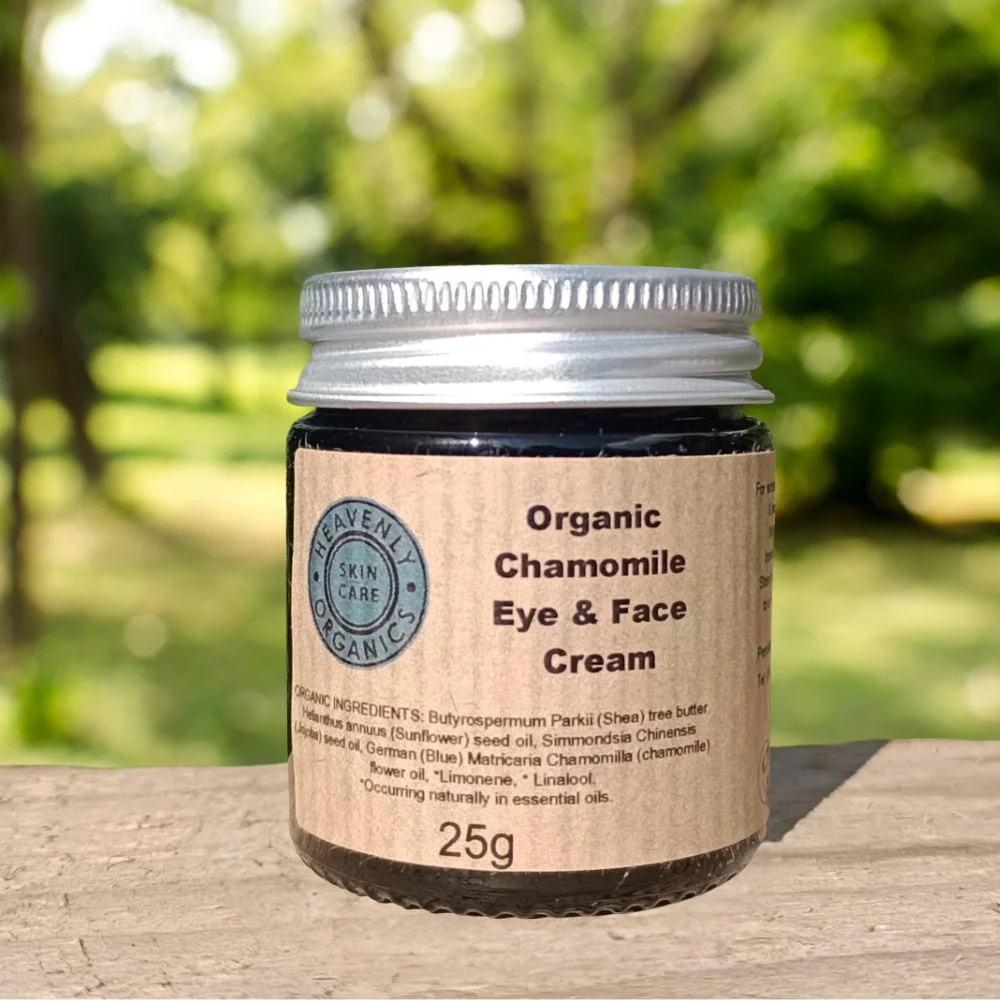 HEAVENLY
SKIN
CARE
ORGANICS
Organic
Chamomile
Eye & Face
Cream
ORGANIC INGREDIENTS: Butyrospermum Parkii (Shea) tree butter,
Helianthus annuus (Sunflower) seed oil, Simmondsia Chinensis
(Jojoba) seed oil, German (Blue) Matricaria Chamomilla (chamomile)
flower oil, *Limonene, * Linalool.
*Occurring naturally in essential oils.
25g
For